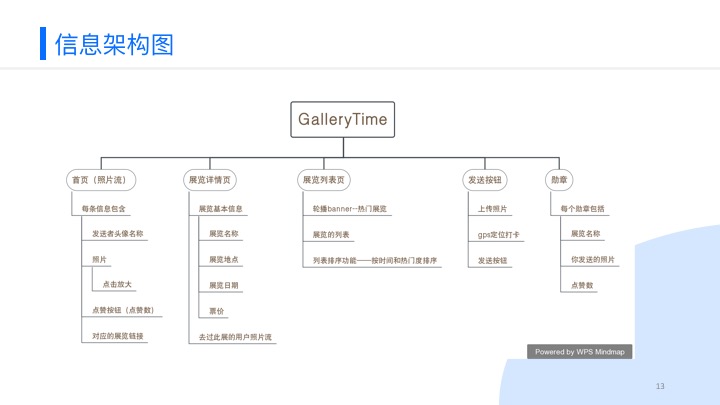 信息架构图
GalleryTime
首页（照片流）
每条信息包含
发送者头像名称
照片
点击放大
点赞按钮（点赞数）
对应的展览链接
展览详情页
展览基本信息
展览名称
展览地点
展览日期
票价
去过此展的用户照片流
展览列表页
轮播banner--热门展览
展览的列表
列表排序功能——按时间和热门度排序
发送按钮
上传照片
gps定位打卡
发送按钮
勋章
每个勋章包括
展览名称
你发送的照片
点赞数
Powered by WPS Mindmap
13